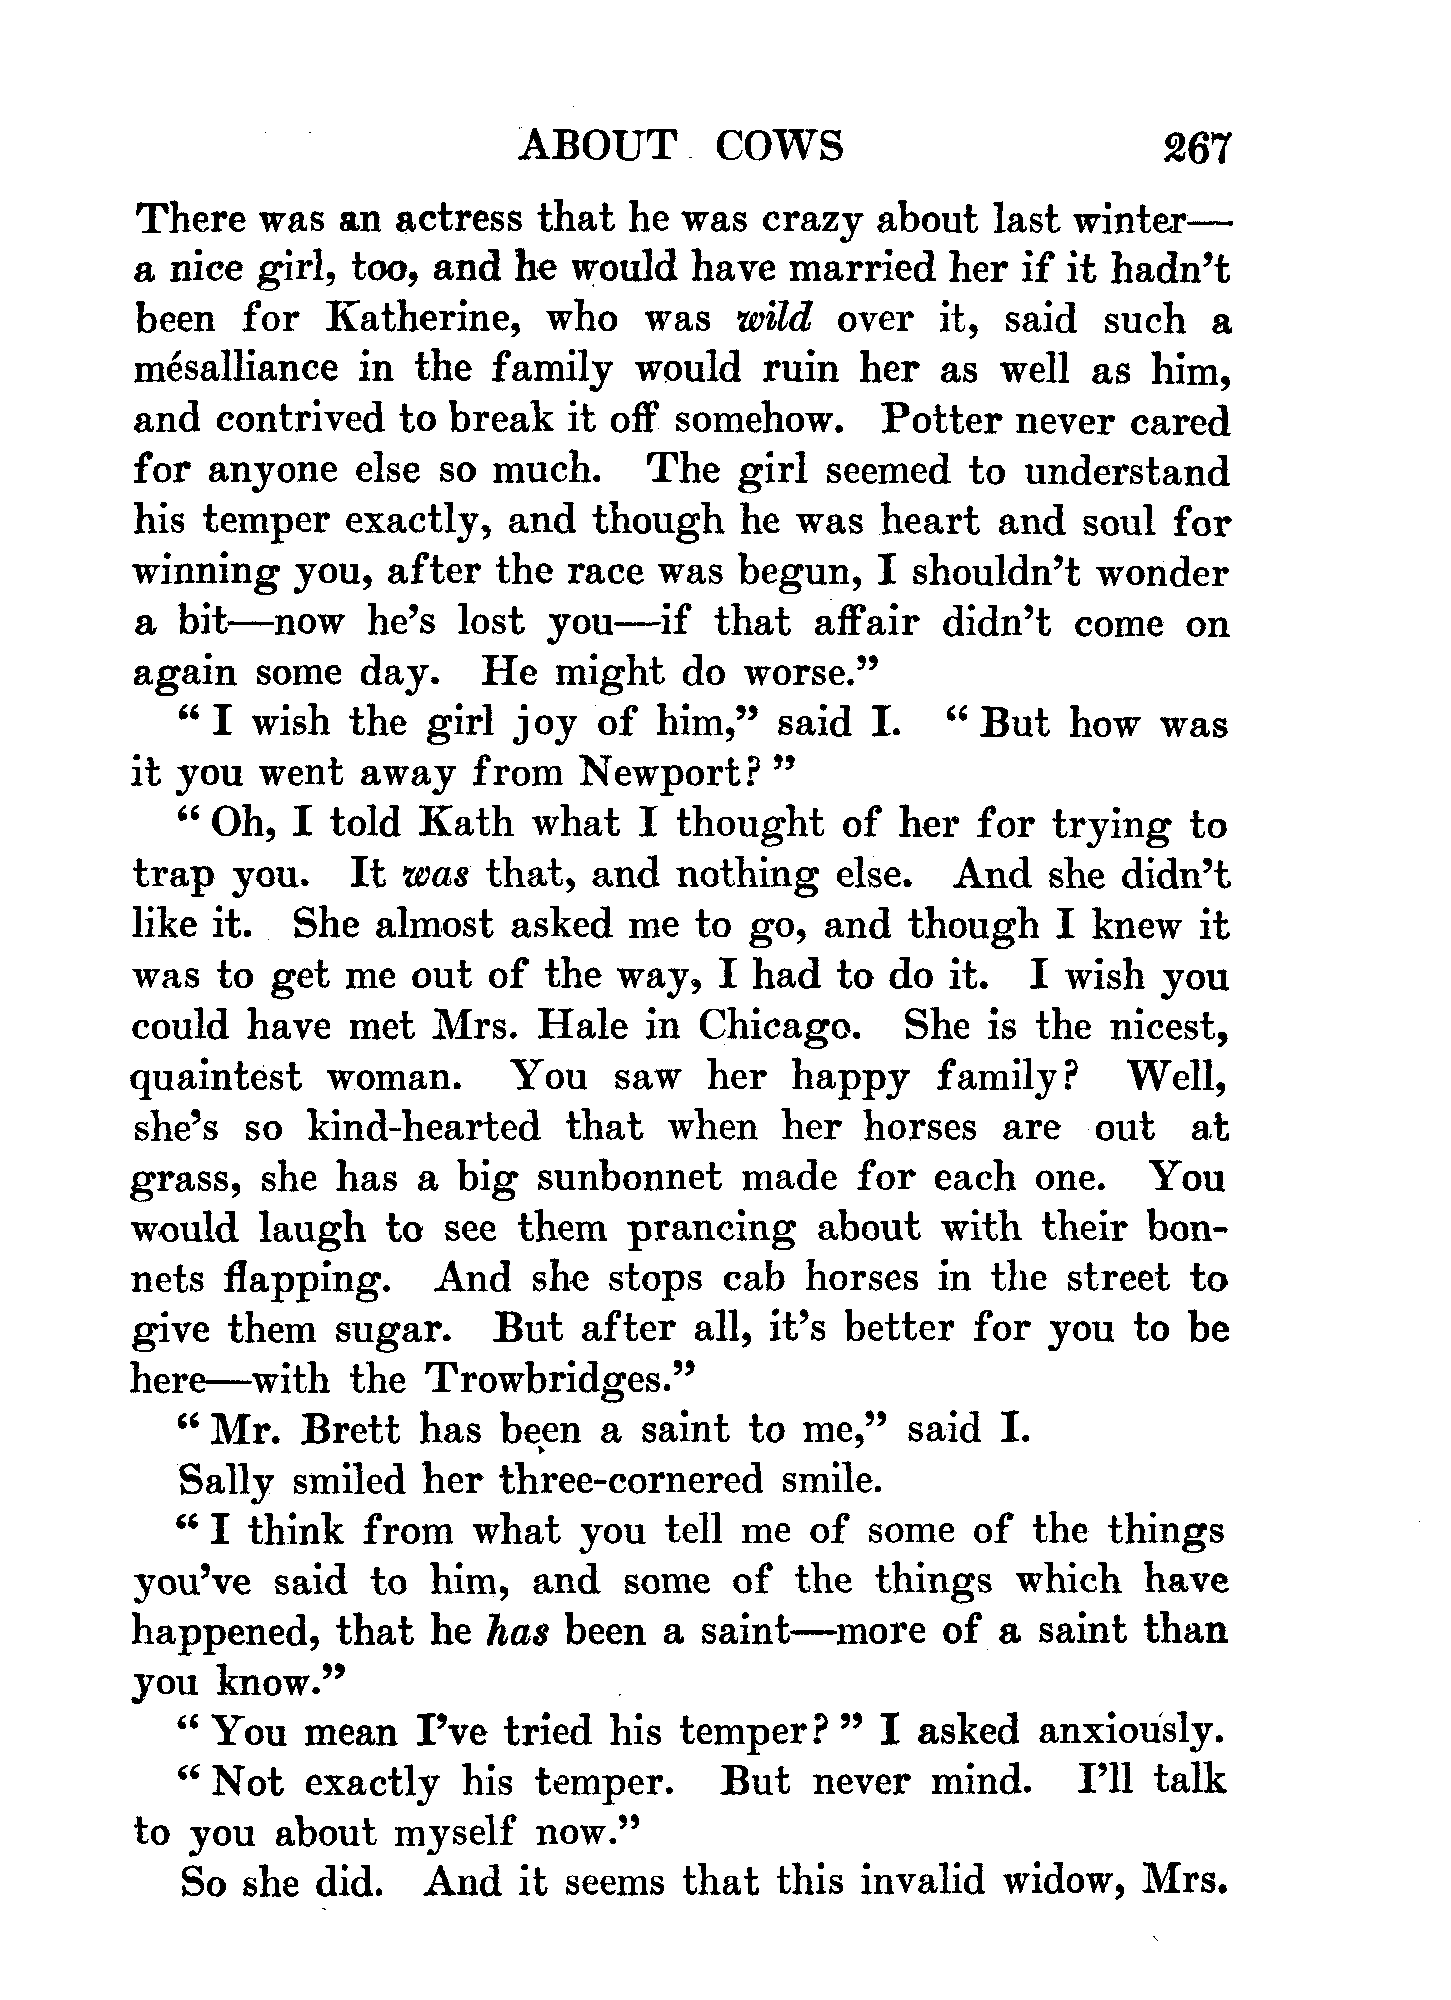 ABOUT COWS 267
There was an actress that he was crazy about last winter—
a nice girl, too, and he would have married her if it hadn't
been for Katherine, who was wild over it, said such a
mésalliance in the family would ruin her as well as him,
and contrived to break it off somehow. Potter never cared
for anyone else so much. The girl seemed to understand
his temper exactly, and though he was heart and soul for
winning you, after the race was begun, I shouldn't wonder
a bit—now he's lost you—if that affair didn't come on
again some day. He might do worse."
"I wish the girl joy of him," said I. "But how was
it you went away from Newport?"
"Oh, I told Kath what I thought of her for trying to
trap you. It was that, and nothing else. And she didn't
like it. She almost asked me to go, and though I knew it
was to get me out of the way, I had to do it. I wish you
could have met Mrs. Hale in Chicago. She is the nicest,
quaintest woman. You saw her happy family? Well,
she's so kind-hearted that when her horses are out at
grass, she has a big sunbonnet made for each one. You
would laugh to see them prancing about with their bon-
nets flapping. And she stops cab horses in the street to
give them sugar. But after all, it's better for you to be
here—with the Trowbridges."
"Mr. Brett has been a saint to me," said I.
Sally smiled her three-cornered smile.
"I think from what you tell me of some of the things
you've said to him, and some of the things which have
happened, that he has been a saint—more of a saint than
you know."
"You mean I've tried his temper?" I asked anxiously.
"Not exactly his temper. But never mind. I'll talk
to you about myself now."
So she did. And it seems that this invalid widow, Mrs.